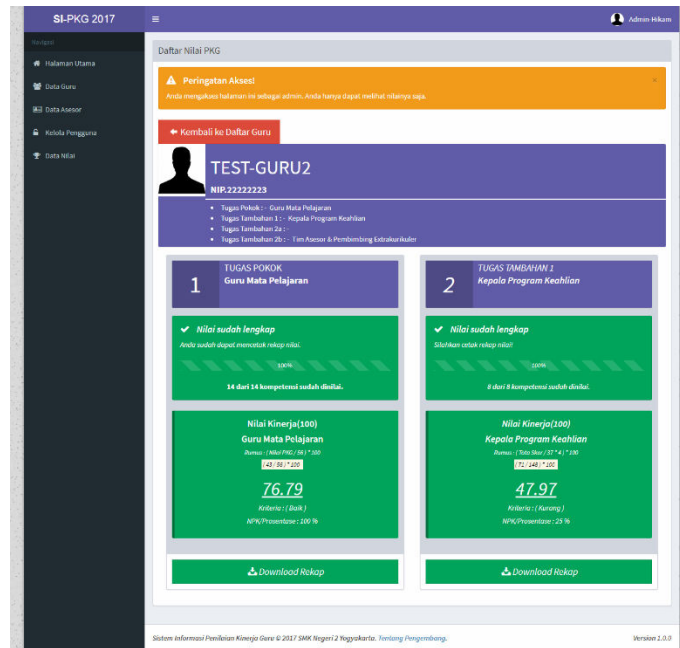 SI-PKG 2017
Admin Hikam
Navigasi
Halaman Utama
Data Guru
Data Asesor
Kelola Pengguna
Data Nilai
Daftar Nilai PKG
Peringatan Akses!
Anda mengakses halaman ini sebagai admin. Anda hanya dapat melihat nilainya saja.
Kembali ke Daftar Guru
TEST-GURU2
NIP.22222223
Tugas Pokok : - Guru Mata Pelajaran
Tugas Tambahan 1 : - Kepala Program Keahlian
Tugas Tambahan 2a : -
Tugas Tambahan 2b : - Tim Asesor & Pembimbing Extrakurikuler
1
TUGAS POKOK
Guru Mata Pelajaran
Nilai sudah lengkap
Anda sudah dapat mencetak rekap nilai.
100%
14 dari 14 kompetensi sudah dinilai.
Nilai Kinerja(100)
Guru Mata Pelajaran
Rumus : ( Nilai PKG / 56 ) * 100
( 43 / 56 ) * 100
76.79
Kriteria : ( Baik )
NPK/Prosentase : 100 %
Download Rekap
2
TUGAS TAMBAHAN 1
Kepala Program Keahlian
Nilai sudah lengkap
Silahkan cetak rekap nilai!
100%
8 dari 8 kompetensi sudah dinilai.
Nilai Kinerja(100)
Kepala Program Keahlian
Rumus : ( Toto Skor / 37 * 4 ) * 100
( 71 / 148 ) * 100
47.97
Kriteria : ( Kurang )
NPK/Prosentase : 25 %
Download Rekap
Sistem Informasi Penilaian Kinerja Guru © 2017 SMK Negeri 2 Yogyakarta. Tentang Pengembang.
Version 1.0.0